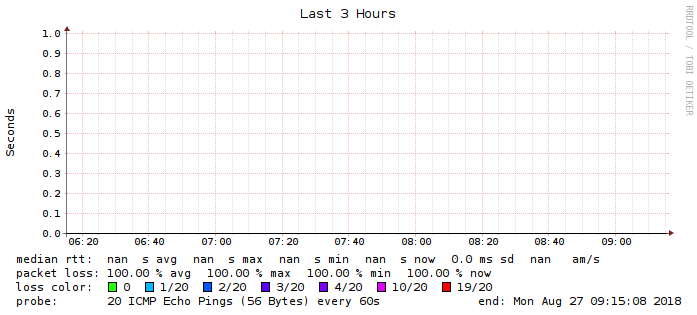 Last 3 Hours
RRDTOOL / TOBI OETIKER
Seconds
1.0
0.9
0.8
0.7
0.6
0.5
0.4
0.3
0.2
0.1
0.0
06:20 06:40 07:00 07:20 07:40 08:00 08:20 08:40 09:00
median rtt: nan s avg nan s max nan s min nan s now 0.0 ms sd nan am/s
packet loss: 100.00 % avg 100.00 % max 100.00 % min 100.00 % now
loss color: 0 1/20 2/20 3/20 4/20 10/20 19/20
probe: 20 ICMP Echo Pings (56 Bytes) every 60s end: Mon Aug 27 09:15:08 2018